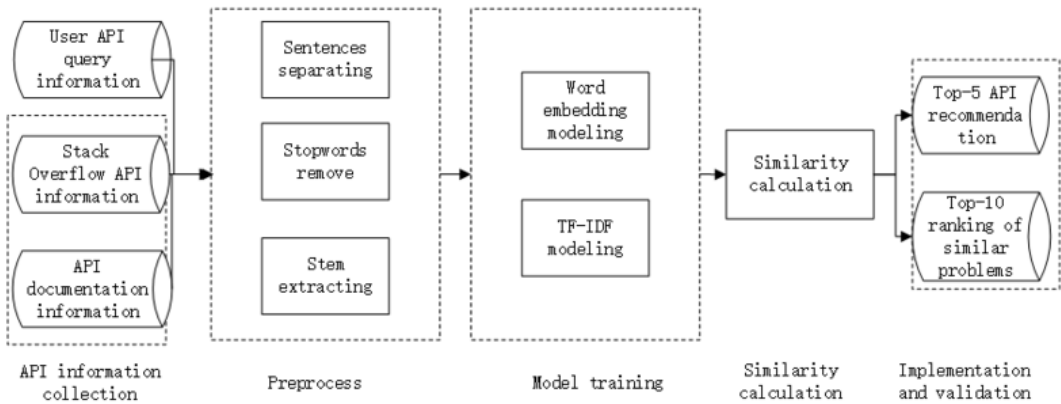 User API
query
information
Stack
Overflow API
information
API
documentation
information
Sentences
separating
Stopwords
remove
Stem
extracting
Word
embedding
modeling
TF-IDF
modeling
Similarity
calculation
Top-5 API
recommenda
tion
Top-10
ranking of
similar
problems
API information
collection
Preprocess
Model training
Similarity
calculation
Implementation
and validation